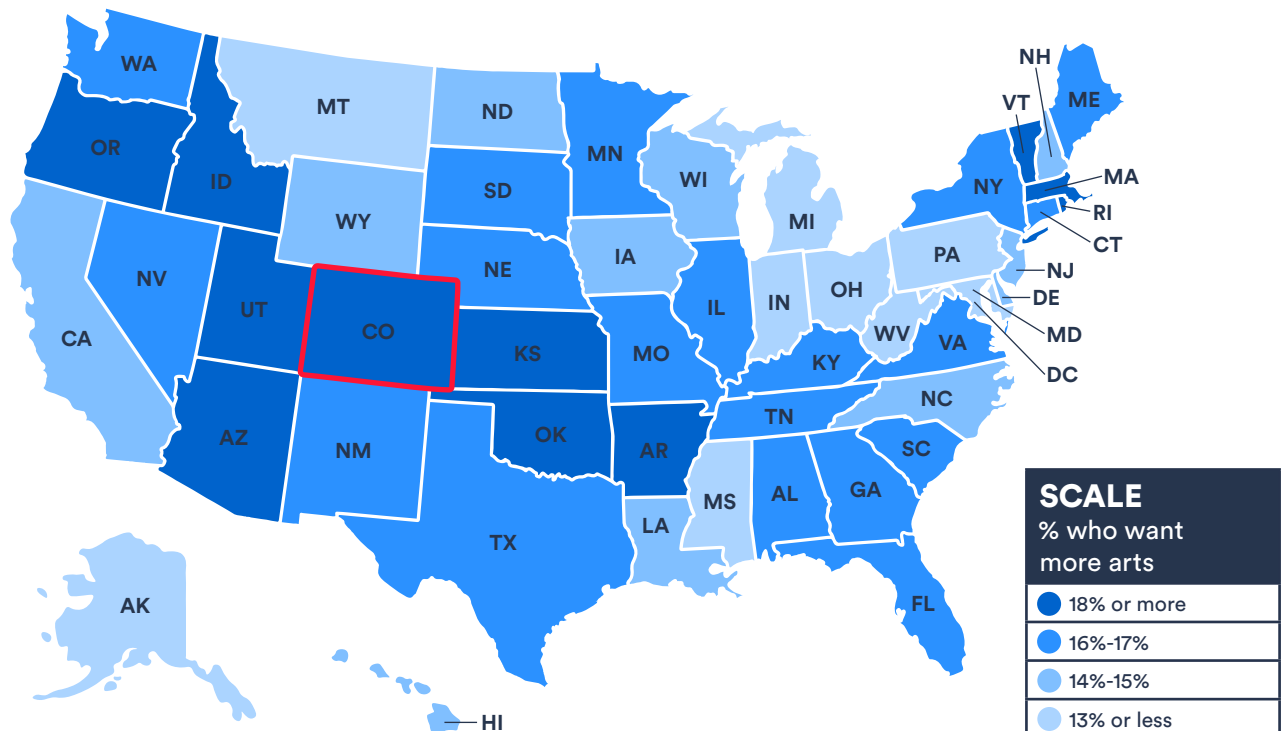 NH
WA
ME
MT
ND
VT
OR
MN
ID
SD
WI
NY
MA
WY
MI
RI
CT
IA
PA
NE
NJ
NV
OH
DE
IN
UT
IL
CO
WV
MD
CA
VA
KS
MO
KY
DC
NC
TN
AZ
OK
AR
SC
NM
GA
AL
MS
LA
TX
FL
AK
HI
SCALE
% who want
more arts
18% or more
16%-17%
14%-15%
13% or less